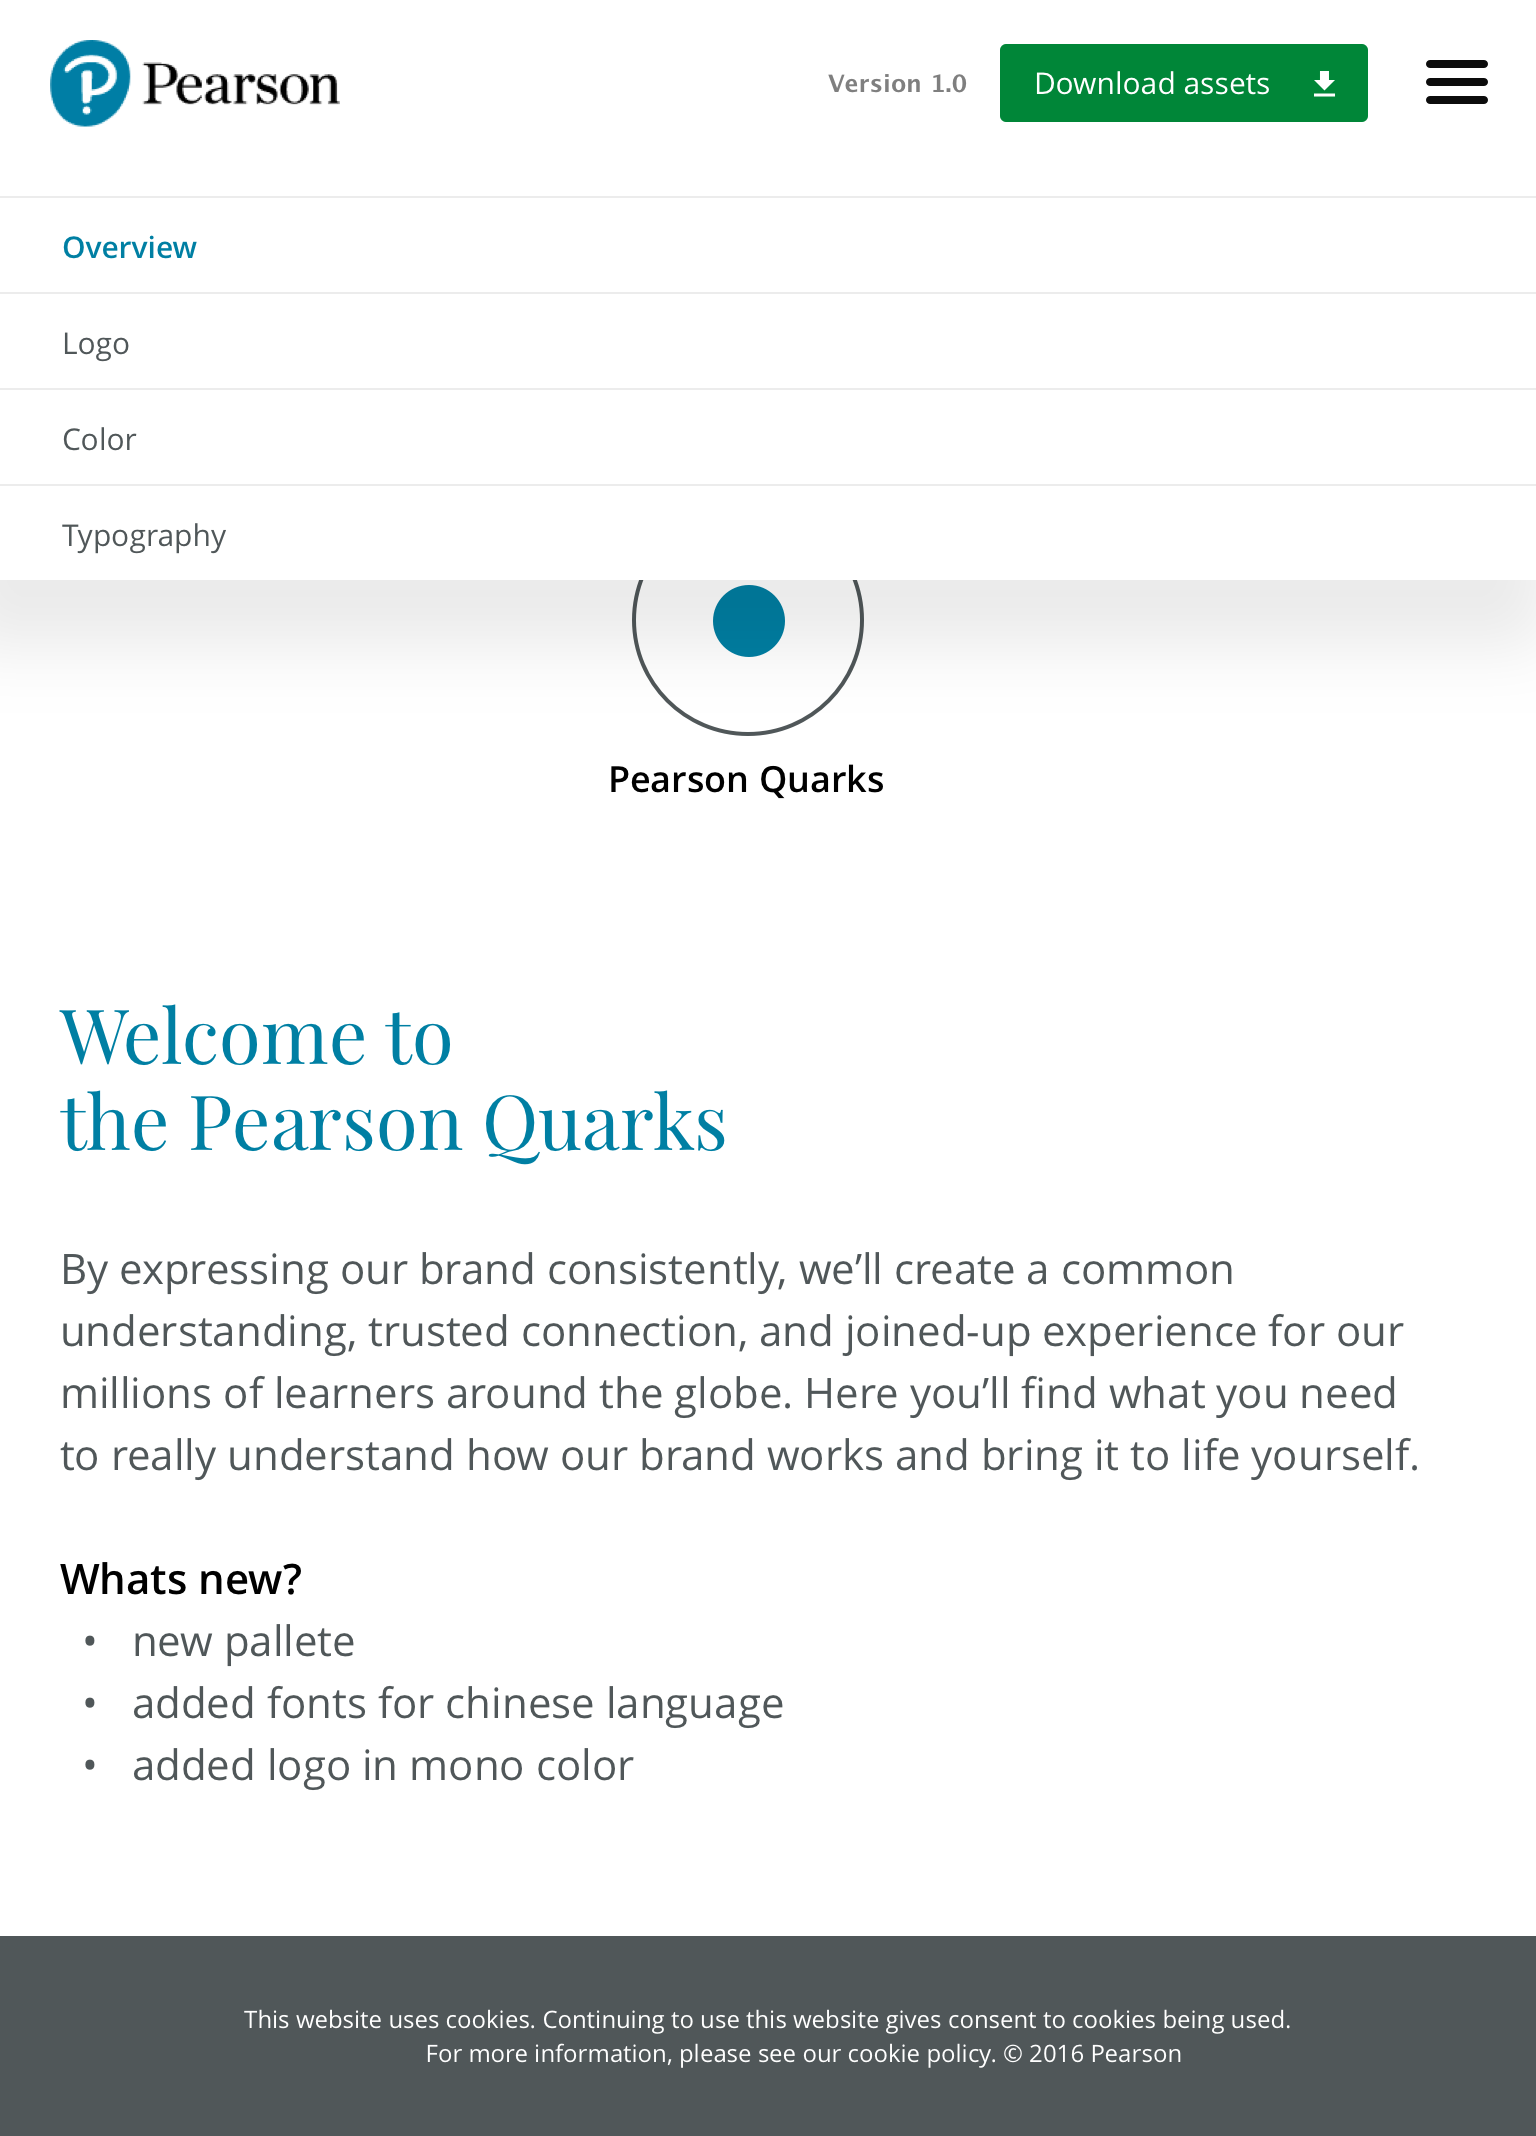 Pearson
Version 1.0
Download assets
Overview
Logo
Color
Typography
Pearson Quarks
Welcome to
the Pearson Quarks
By expressing our brand consistently, we’ll create a common
understanding, trusted connection, and joined-up experience for our
millions of learners around the globe. Here you’ll find what you need
to really understand how our brand works and bring it to life yourself.
Whats new?
• new pallete
• added fonts for chinese language
• added logo in mono color
This website uses cookies. Continuing to use this website gives consent to cookies being used.
For more information, please see our cookie policy. © 2016 Pearson